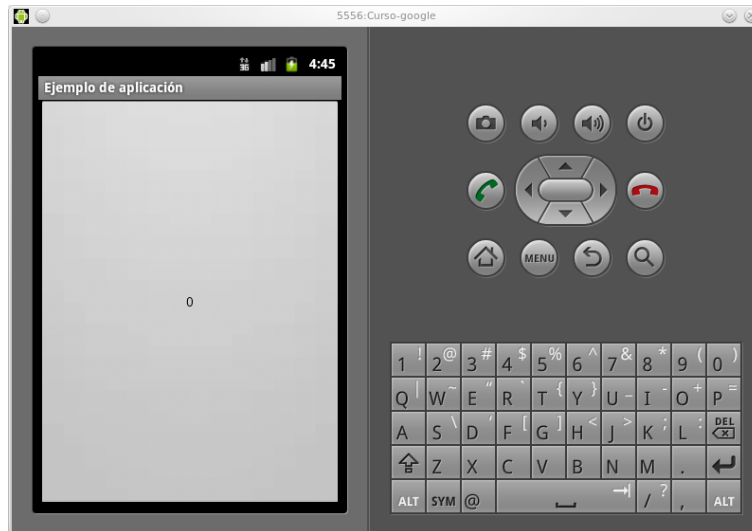 5556:Curso-google
3G 4:45
Ejemplo de aplicación
0
MENU
1 ! 2 @ 3 # 4 $ 5 % 6 ^ 7 & 8 * 9 ( 0 )
Q | W ~ E " R ` T { Y } U _ I - O + P =
A S \ D ' F [ G ] H < J > K ; L : DEL
Z X C V B N M .
ALT SYM @ / ? , ALT